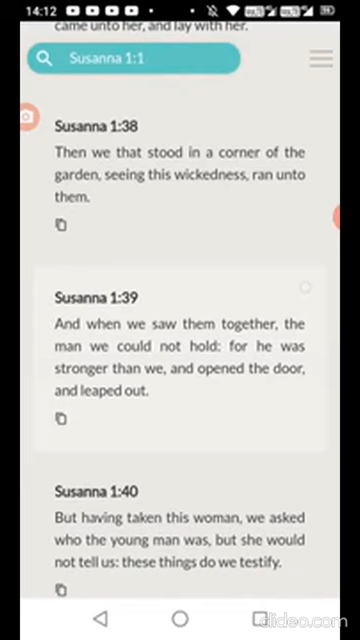 14:12
came unto her, and lay with her.
Susanna 1:1
Susanna 1:38
Then we that stood in a corner of the
garden, seeing this wickedness, ran unto
them.
Susanna 1:39
And when we saw them together, the
man we could not hold: for he was
stronger than we, and opened the door,
and leaped out.
Susanna 1:40
But having taken this woman, we asked
who the young man was, but she would
not tell us: these things do we testify.
clideo.com